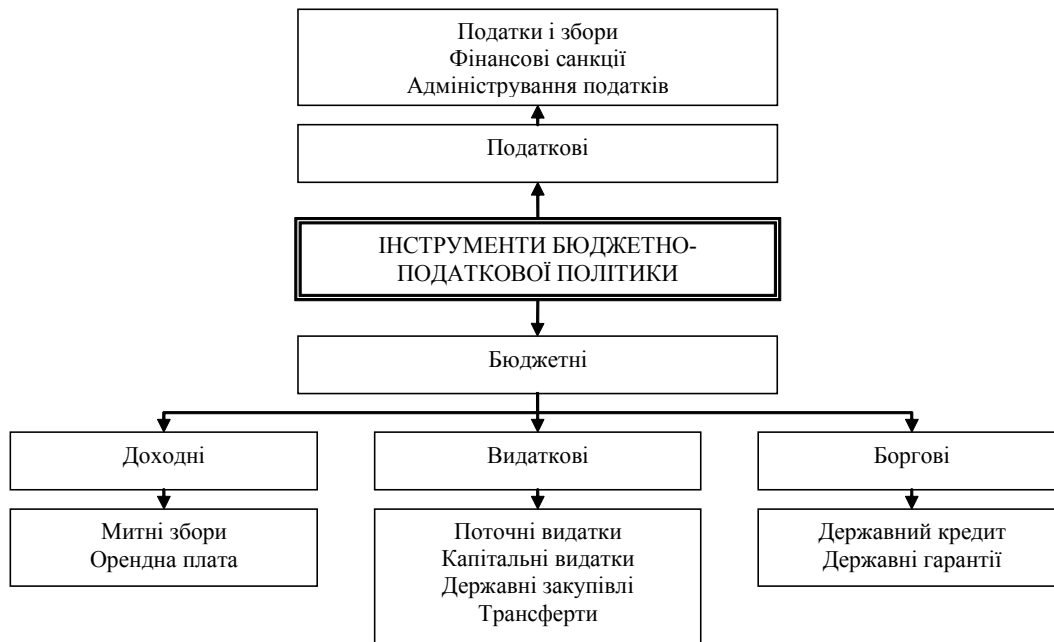 Податки і збори
Фінансові санкції
Адміністрування податків
Податкові
ІНСТРУМЕНТИ БЮДЖЕТНО-
ПОДАТКОВОЇ ПОЛІТИКИ
Бюджетні
Доходні
Видаткові
Боргові
Митні збори
Орендна плата
Поточні видатки
Капітальні видатки
Державні закупівлі
Трансферти
Державний кредит
Державні гарантії